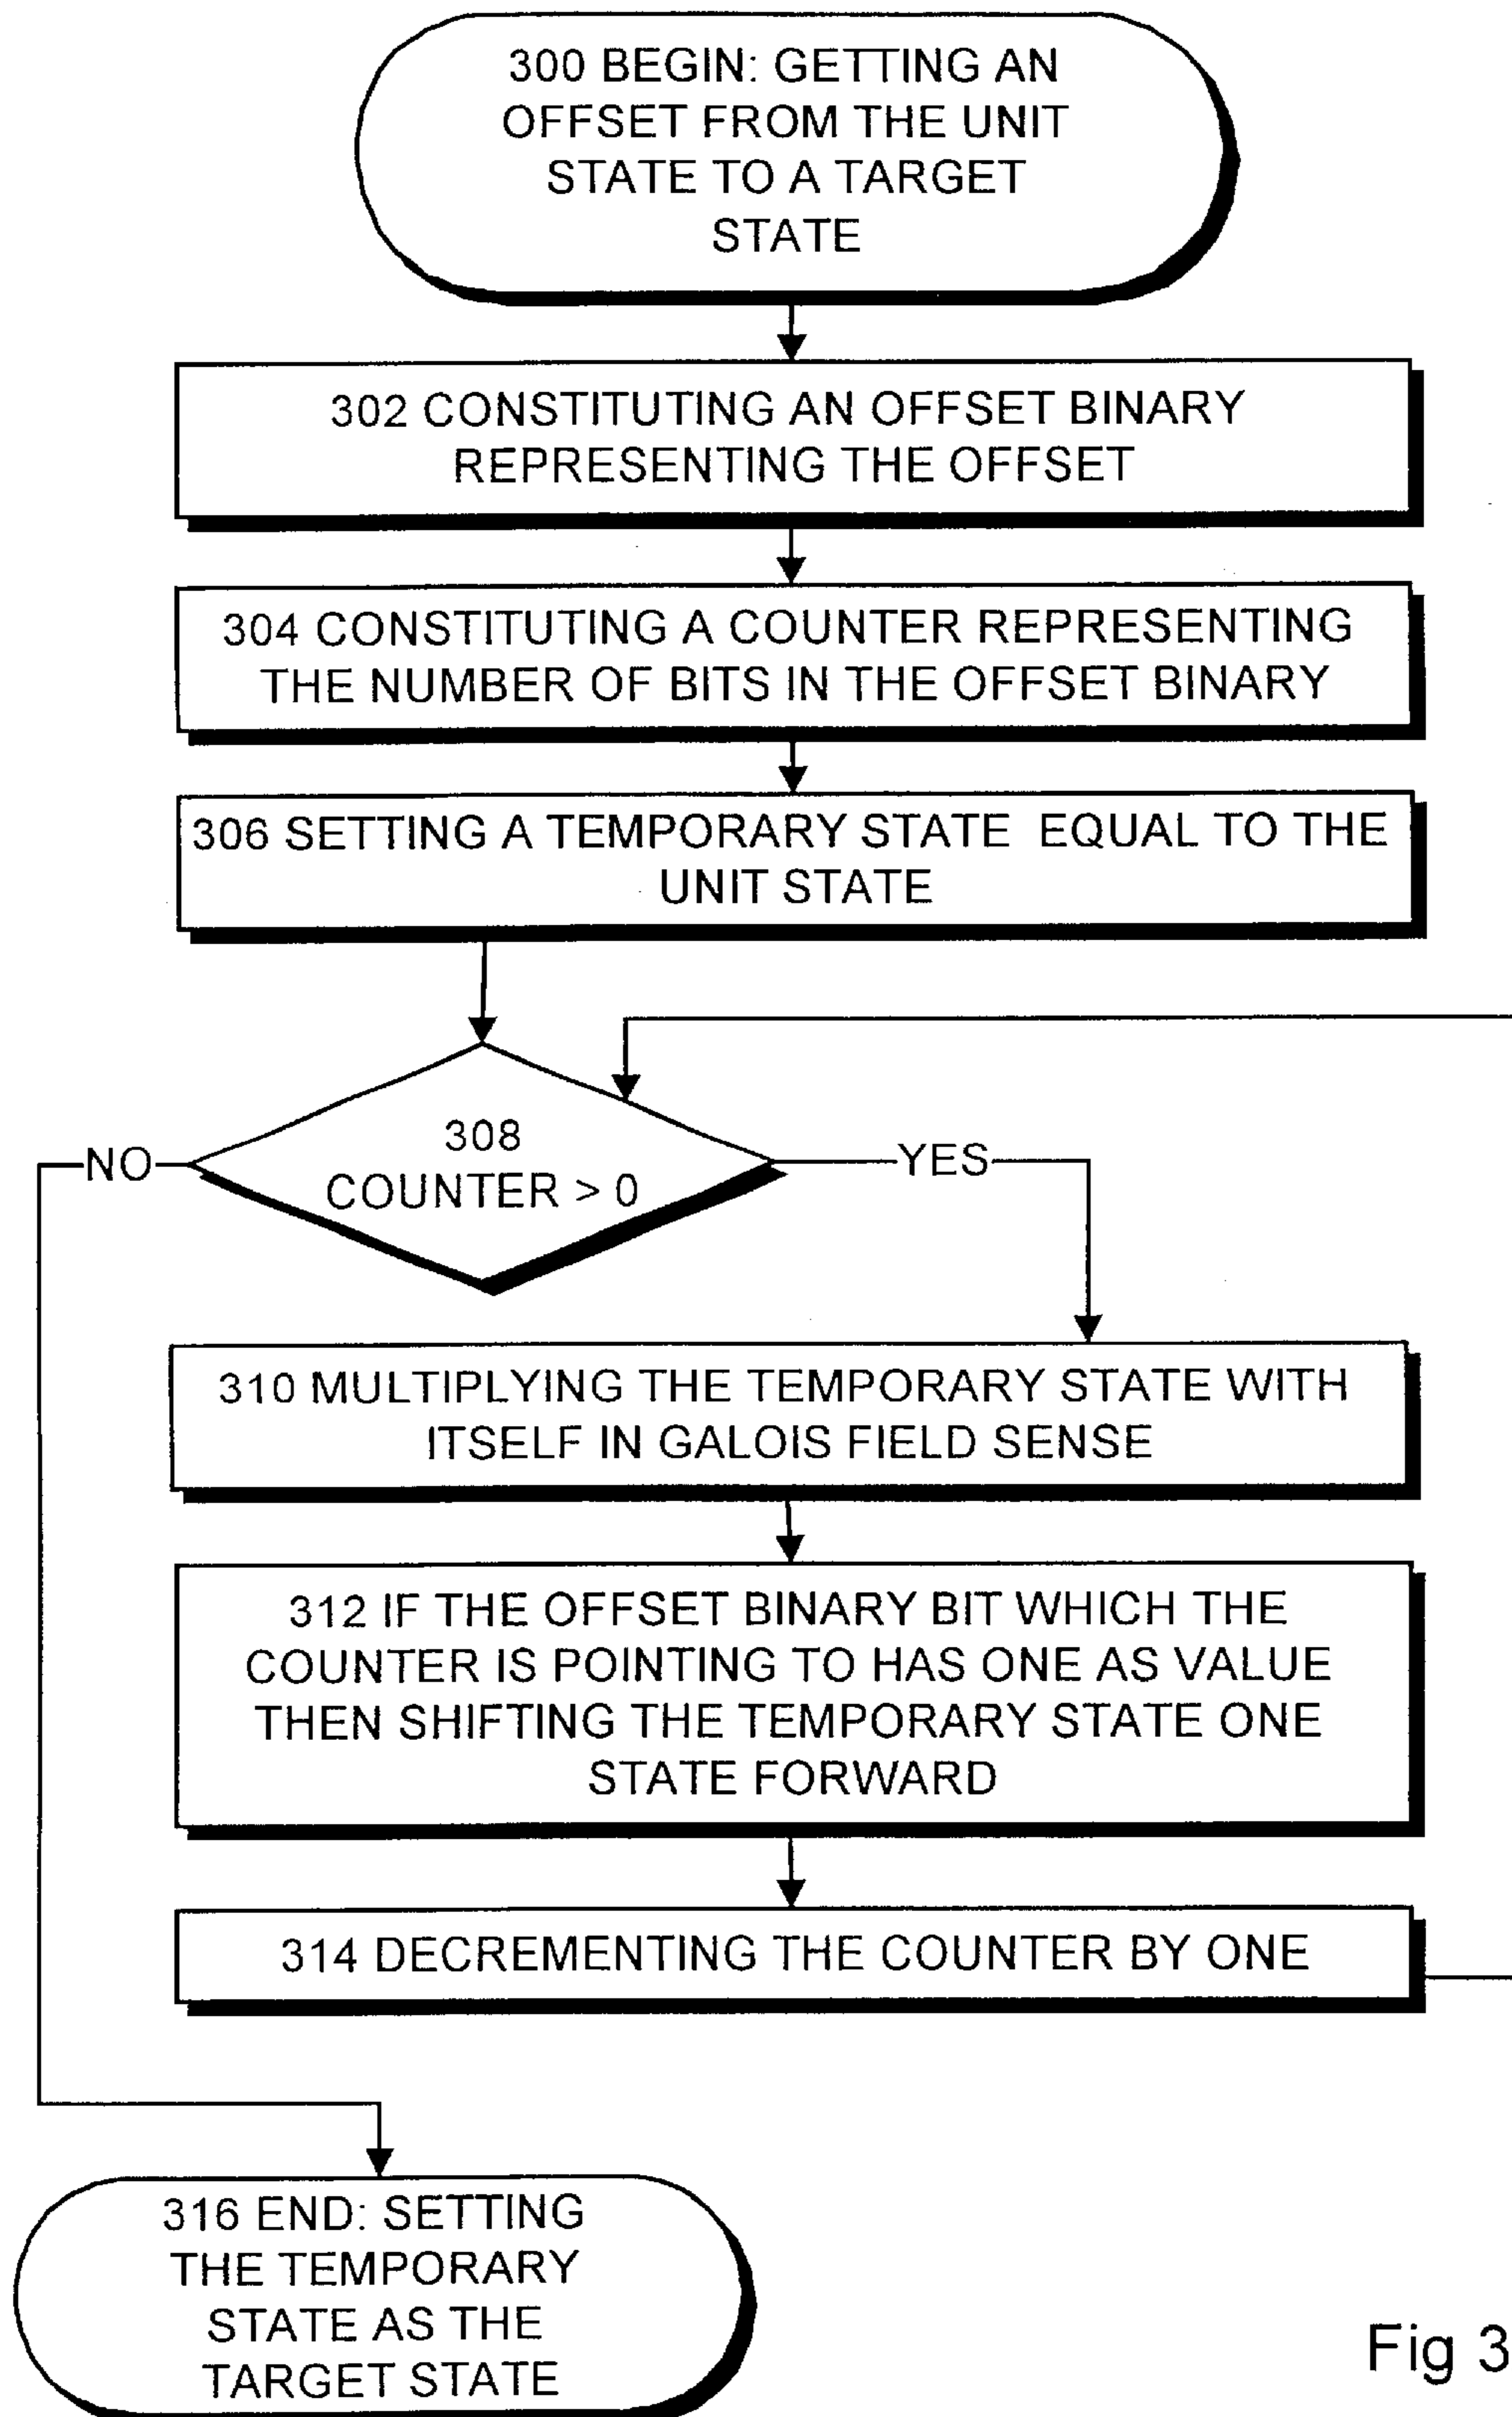 300 BEGIN: GETTING AN
OFFSET FROM THE UNIT
STATE TO A TARGET
STATE
302 CONSTITUTING AN OFFSET BINARY
REPRESENTING THE OFFSET
304 CONSTITUTING A COUNTER REPRESENTING
THE NUMBER OF BITS IN THE OFFSET BINARY
306 SETTING A TEMPORARY STATE EQUAL TO THE
UNIT STATE
308
COUNTER > 0
NO
YES
310 MULTIPLYING THE TEMPORARY STATE WITH
ITSELF IN GALOIS FIELD SENSE
312 IF THE OFFSET BINARY BIT WHICH THE
COUNTER IS POINTING TO HAS ONE AS VALUE
THEN SHIFTING THE TEMPORARY STATE ONE
STATE FORWARD
314 DECREMENTING THE COUNTER BY ONE
316 END: SETTING
THE TEMPORARY
STATE AS THE
TARGET STATE
Fig 3